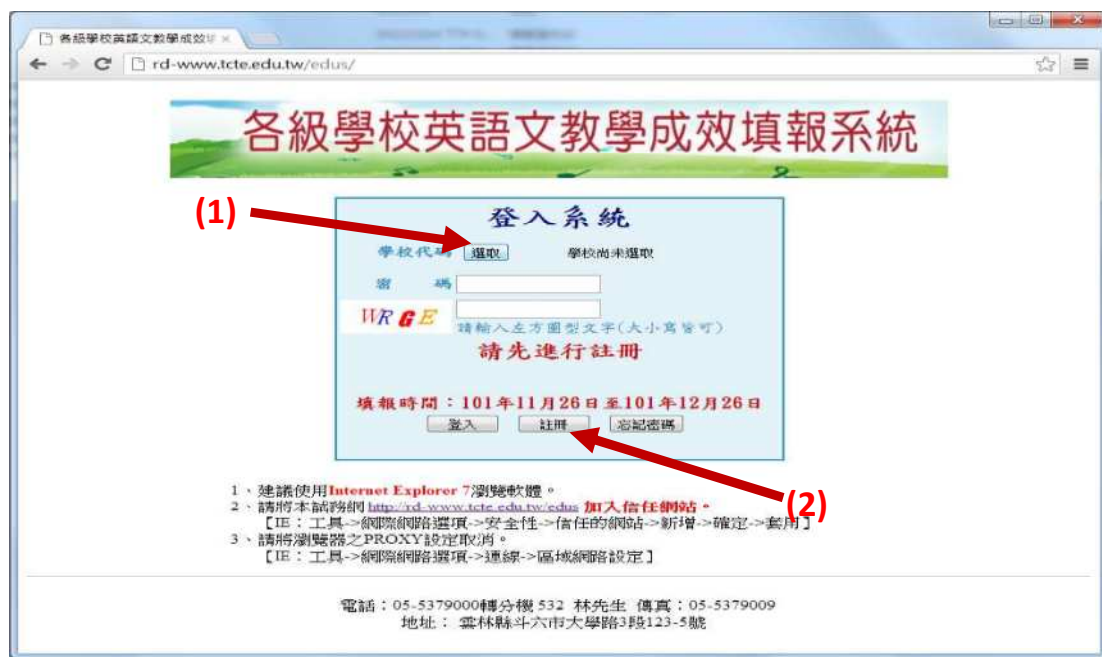 各級學校英語文教學成效
rd-www.tcte.edu.tw/edus/
各級學校英語文教學成效填報系統
(1)
登入系統
學校代碼 選取 學校尚未選取
密 碼
WRGE
請輸入左方圖型文字(大小寫皆可)
請先進行註冊
填報時間：101年11月26日至101年12月26日
登入 註冊 忘記密碼
(2)
1、建議使用Internet Explorer 7瀏覽軟體。
2、請將本試務網http://rd-www.tcte.edu.tw/edus 加入信任網站。
【IE：工具->網際網路選項->安全性->信任的網站->新增->確定->套用】
3、請將瀏覽器之PROXY設定取消。
【IE：工具->網際網路選項->連線->區域網路設定】
電話：05-5379000轉分機 532 林先生 傳真：05-5379009
地址： 雲林縣斗六市大學路3段123-5號